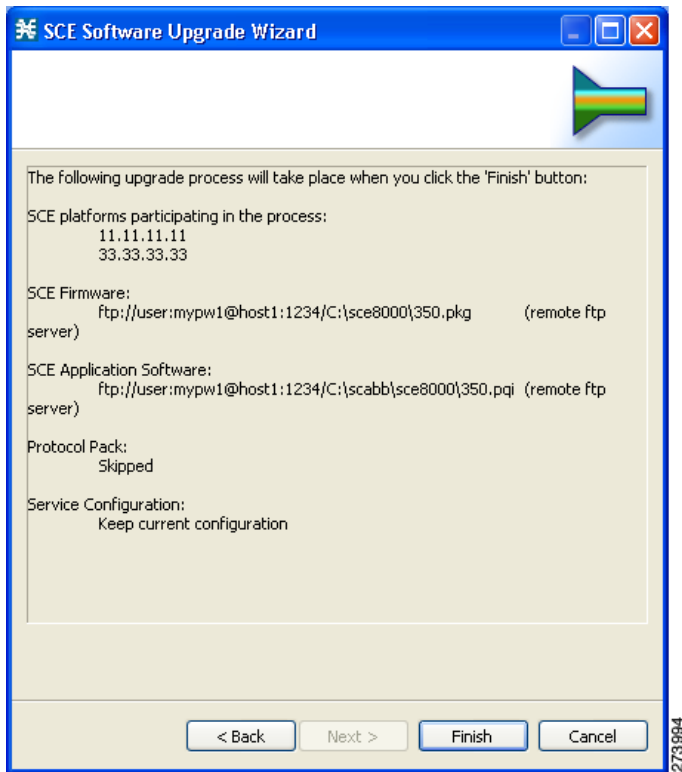 SCE Software Upgrade Wizard
The following upgrade process will take place when you click the 'Finish' button:
SCE platforms participating in the process:
11.11.11.11
33.33.33.33
SCE Firmware:
ftp://user:mypw1@host1:1234/C:\sce8000\350.pkg (remote ftp
server)
SCE Application Software:
ftp://user:mypw1@host1:1234/C:\scabb\sce8000\350.pqi (remote ftp
server)
Protocol Pack:
Skipped
Service Configuration:
Keep current configuration
< Back Next > Finish Cancel
273994